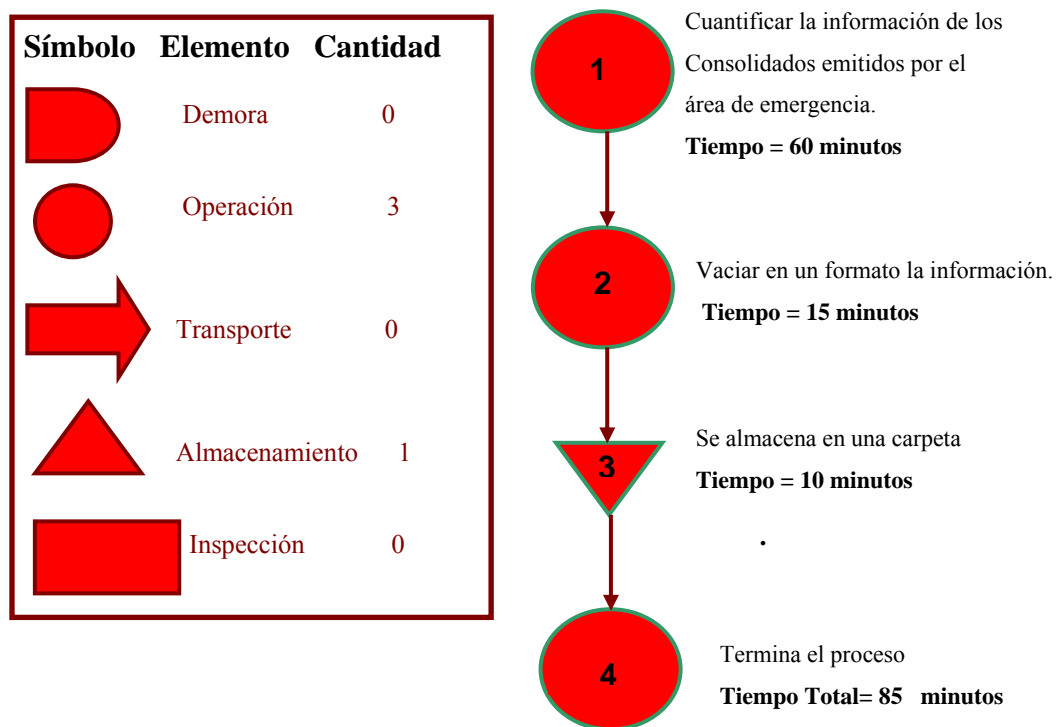 Símbolo Elemento Cantidad
Demora 0
Operación 3
Transporte 0
Almacenamiento 1
Inspección 0
1
Cuantificar la información de los
Consolidados emitidos por el
área de emergencia.
Tiempo = 60 minutos
2
Vaciar en un formato la información.
Tiempo = 15 minutos
3
Se almacena en una carpeta
Tiempo = 10 minutos
.
4
Termina el proceso
Tiempo Total= 85 minutos